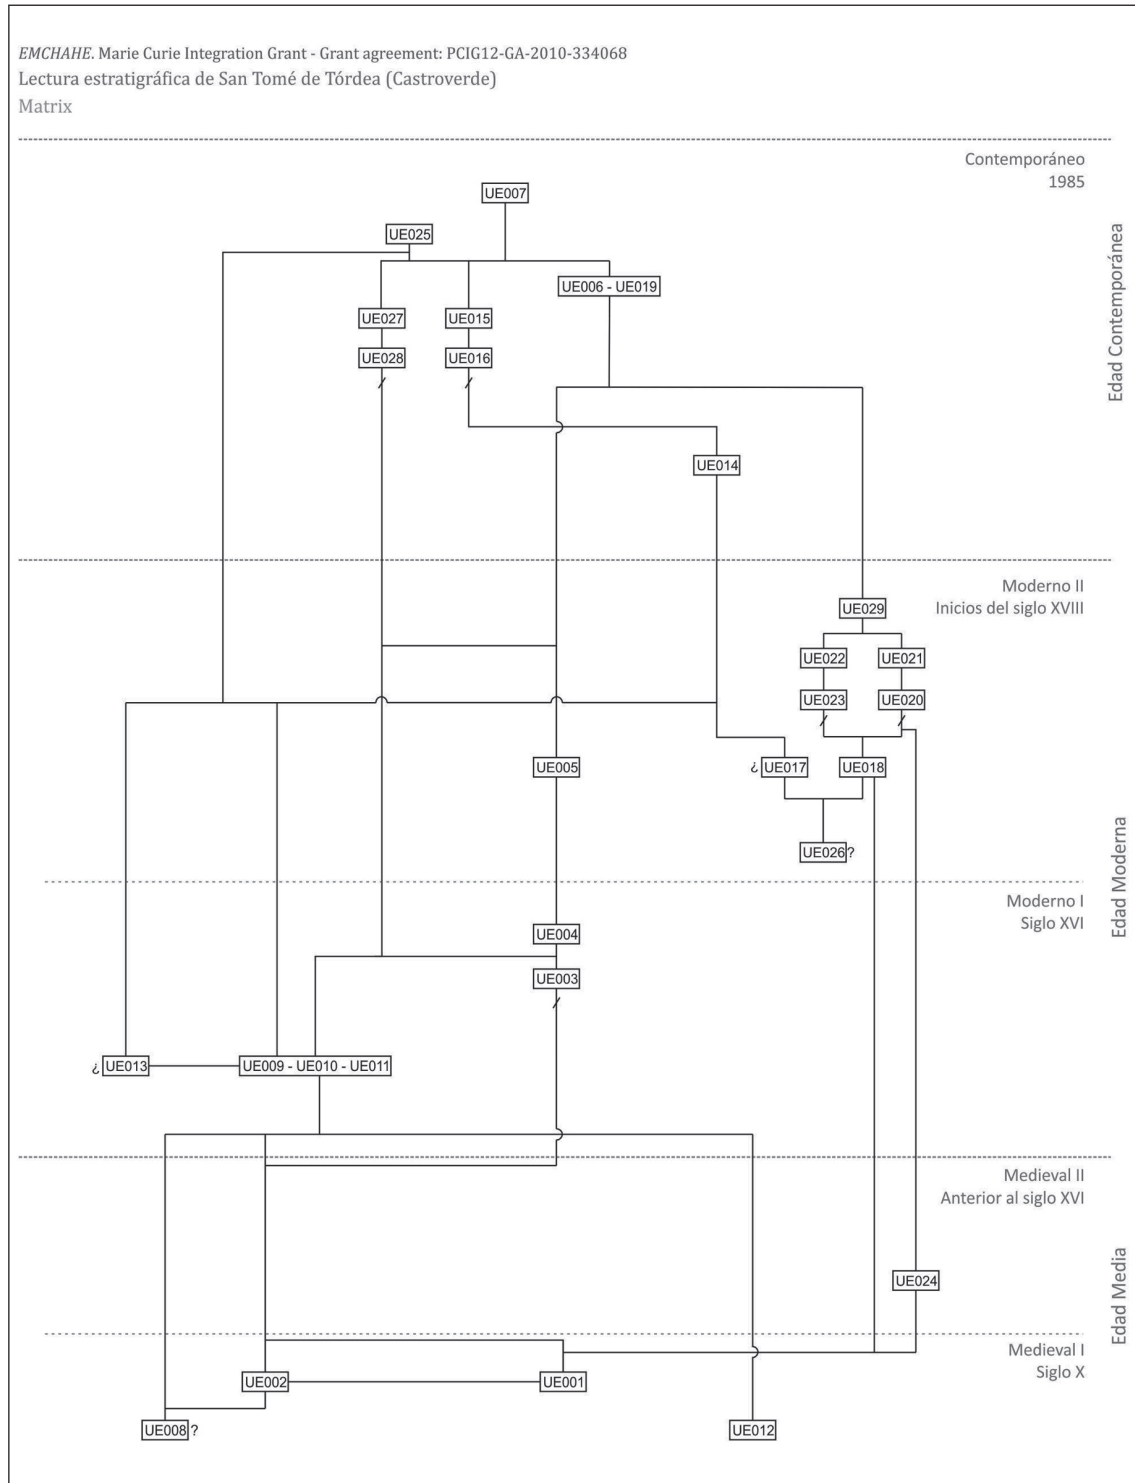 EMCHAHE. Marie Curie Integration Grant - Grant agreement: PCIG12-GA-2010-334068
Lectura estratigráfica de San Tomé de Tórdea (Castroverde)
Matrix
Contemporáneo
1985
UE007
UE025
UE006 - UE019
UE027
UE015
UE028
UE016
Edad Contemporánea
UE014
Moderno II
Inicios del siglo XVIII
UE029
UE022
UE021
UE023
UE020
UE005
¿ UE017
UE018
UE026?
Edad Moderna
Moderno I
Siglo XVI
UE004
UE003
¿ UE013
UE009 - UE010 - UE011
Medieval II
Anterior al siglo XVI
UE024
Edad Media
Medieval I
Siglo X
UE002
UE001
UE008 ?
UE012